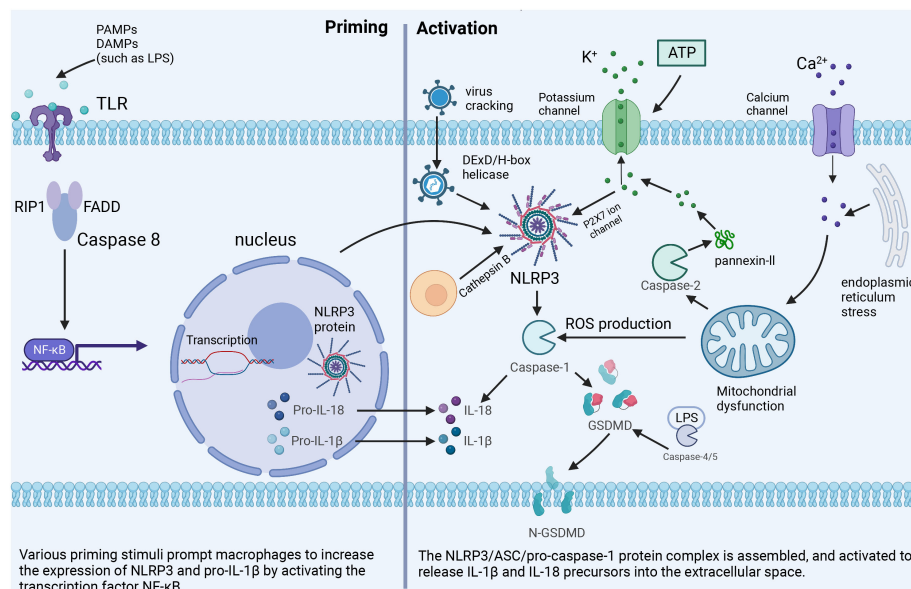 Priming
Activation
PAMPs
DAMPs
(such as LPS)
TLR
RIP1
FADD
Caspase 8
NF-κB
nucleus
Transcription
NLRP3
protein
Pro-IL-18
Pro-IL-1β
virus
cracking
DExD/H-box
helicase
Cathepsin B
NLRP3
K+
ATP
Potassium
channel
P2X7 ion
channel
Ca2+
Calcium
channel
pannexin-II
Caspase-2
endoplasmic
reticulum
stress
ROS production
Mitochondrial
dysfunction
Caspase-1
IL-18
IL-1β
GSDMD
LPS
Caspase-4/5
N-GSDMD
Various priming stimuli prompt macrophages to increase
the expression of NLRP3 and pro-IL-1β by activating the
transcription factor NF-κB
The NLRP3/ASC/pro-caspase-1 protein complex is assembled, and activated to
release IL-1β and IL-18 precursors into the extracellular space.